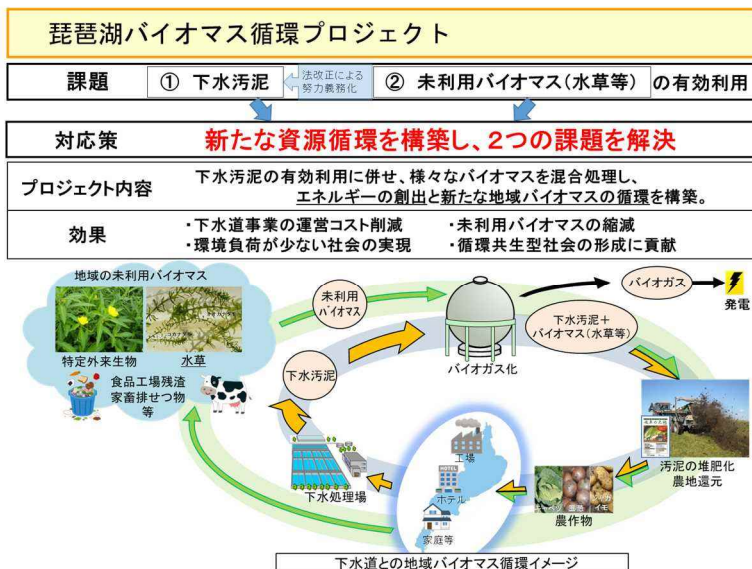 琵琶湖バイオマス循環プロジェクト
課題 ① 下水汚泥 法改正による ② 未利用バイオマス(水草等) の有効利用
努力義務化
対応策 新たな資源循環を構築し、2つの課題を解決
プロジェクト内容 下水汚泥の有効利用に併せ、様々なバイオマスを混合処理し、
エネルギーの創出と新たな地域バイオマスの循環を構築。
効果 ・下水道事業の運営コスト削減 ・未利用バイオマスの縮減
・環境負荷が少ない社会の実現 ・循環共生型社会の形成に貢献
地域の未利用バイオマス
特定外来生物 水草
食品工場残渣
家畜排せつ物
等
未利用
バイオマス
バイオガス
発電
バイオガス化
下水汚泥+
バイオマス(水草等)
下水汚泥
汚泥の堆肥化
農地還元
キャベツ
農作物
工場
HOTEL
ホテル
家庭等
下水処理場
下水道との地域バイオマス循環イメージ